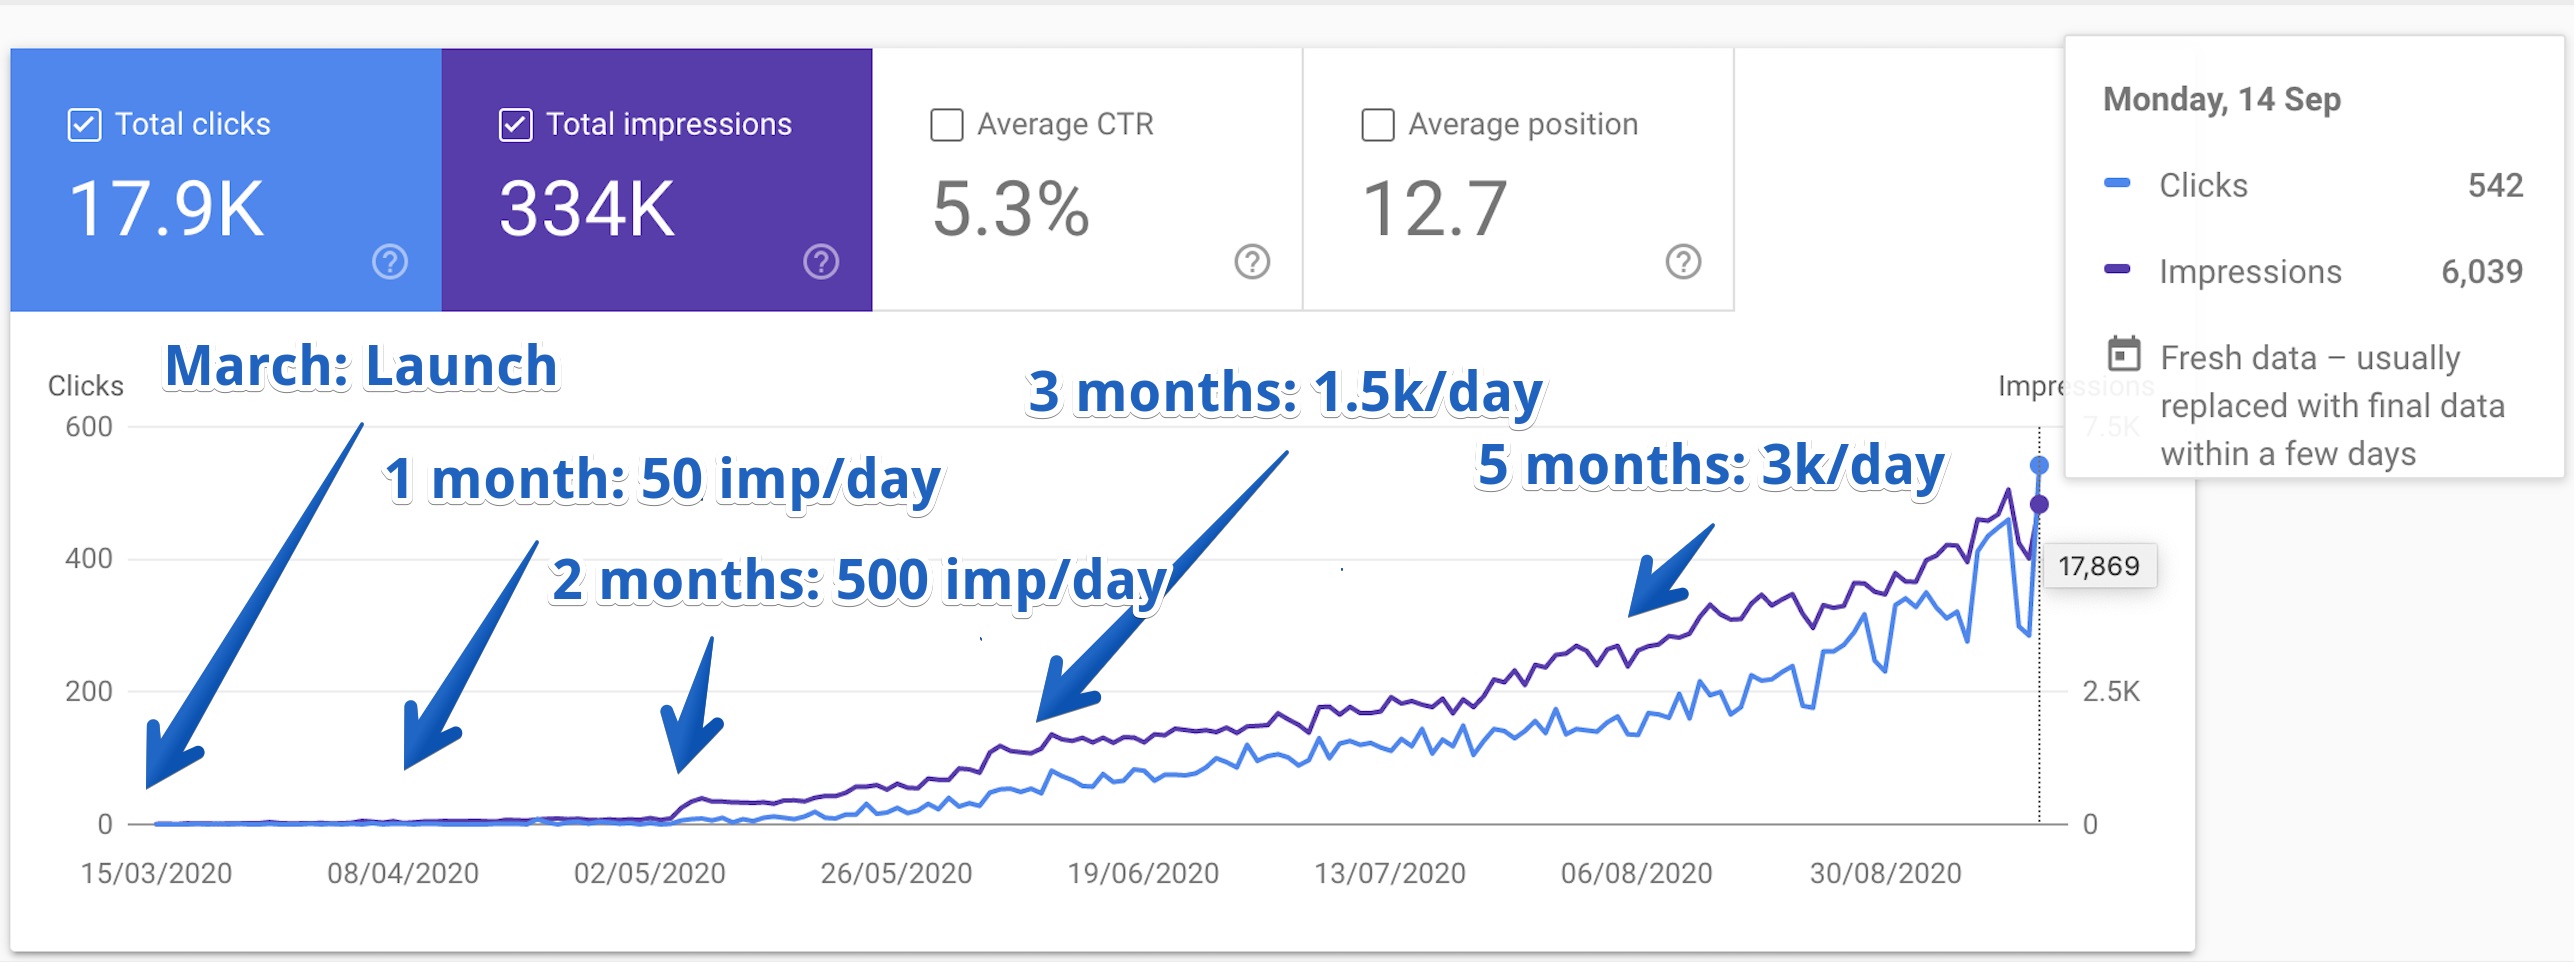 Total clicks
17.9K
Total impressions
334K
Average CTR
5.3%
Average position
12.7
Monday, 14 Sep
Clicks 542
Impressions 6,039
Fresh data – usually
replaced with final data
within a few days
Clicks
Impressions
March: Launch
1 month: 50 imp/day
2 months: 500 imp/day
3 months: 1.5k/day
5 months: 3k/day
600
400
200
0
7.5K
2.5K
0
17,869
15/03/2020 08/04/2020 02/05/2020 26/05/2020 19/06/2020 13/07/2020 06/08/2020 30/08/2020